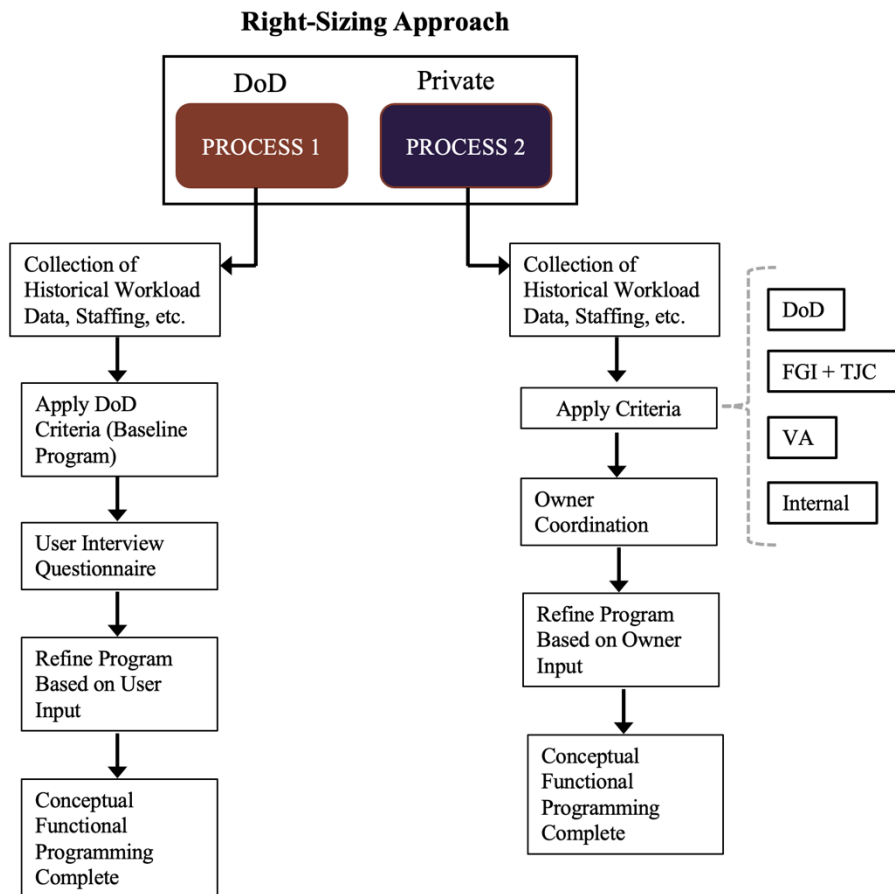 Right-Sizing Approach
DoD
Private
PROCESS 1
PROCESS 2
Collection of
Historical Workload
Data, Staffing, etc.
Apply DoD
Criteria (Baseline
Program)
User Interview
Questionnaire
Refine Program
Based on User
Input
Conceptual
Functional
Programming
Complete
Collection of
Historical Workload
Data, Staffing, etc.
Apply Criteria
Owner
Coordination
Refine Program
Based on Owner
Input
Conceptual
Functional
Programming
Complete
DoD
FGI + TJC
VA
Internal